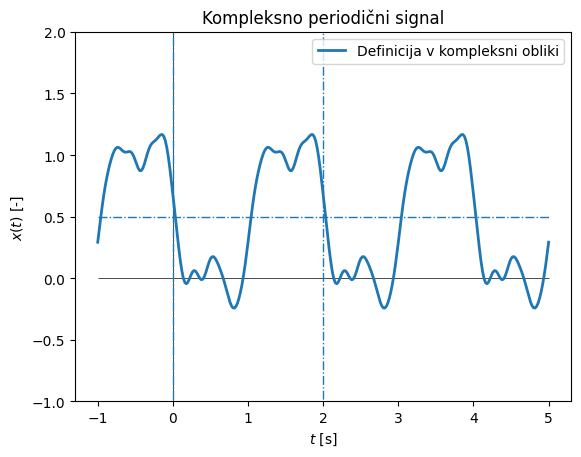 Kompleksno periodični signal
Definicija v kompleksni obliki
2.0
1.5
1.0
0.5
0.0
−0.5
−1.0
x(t) [-]
−1 0 1 2 3 4 5
t [s]